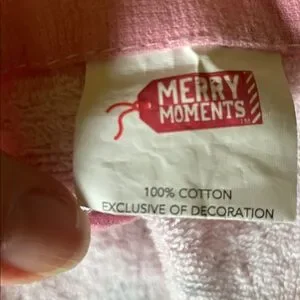 MERRY
MOMENTS
TM
100% COTTON
EXCLUSIVE OF DECORATION